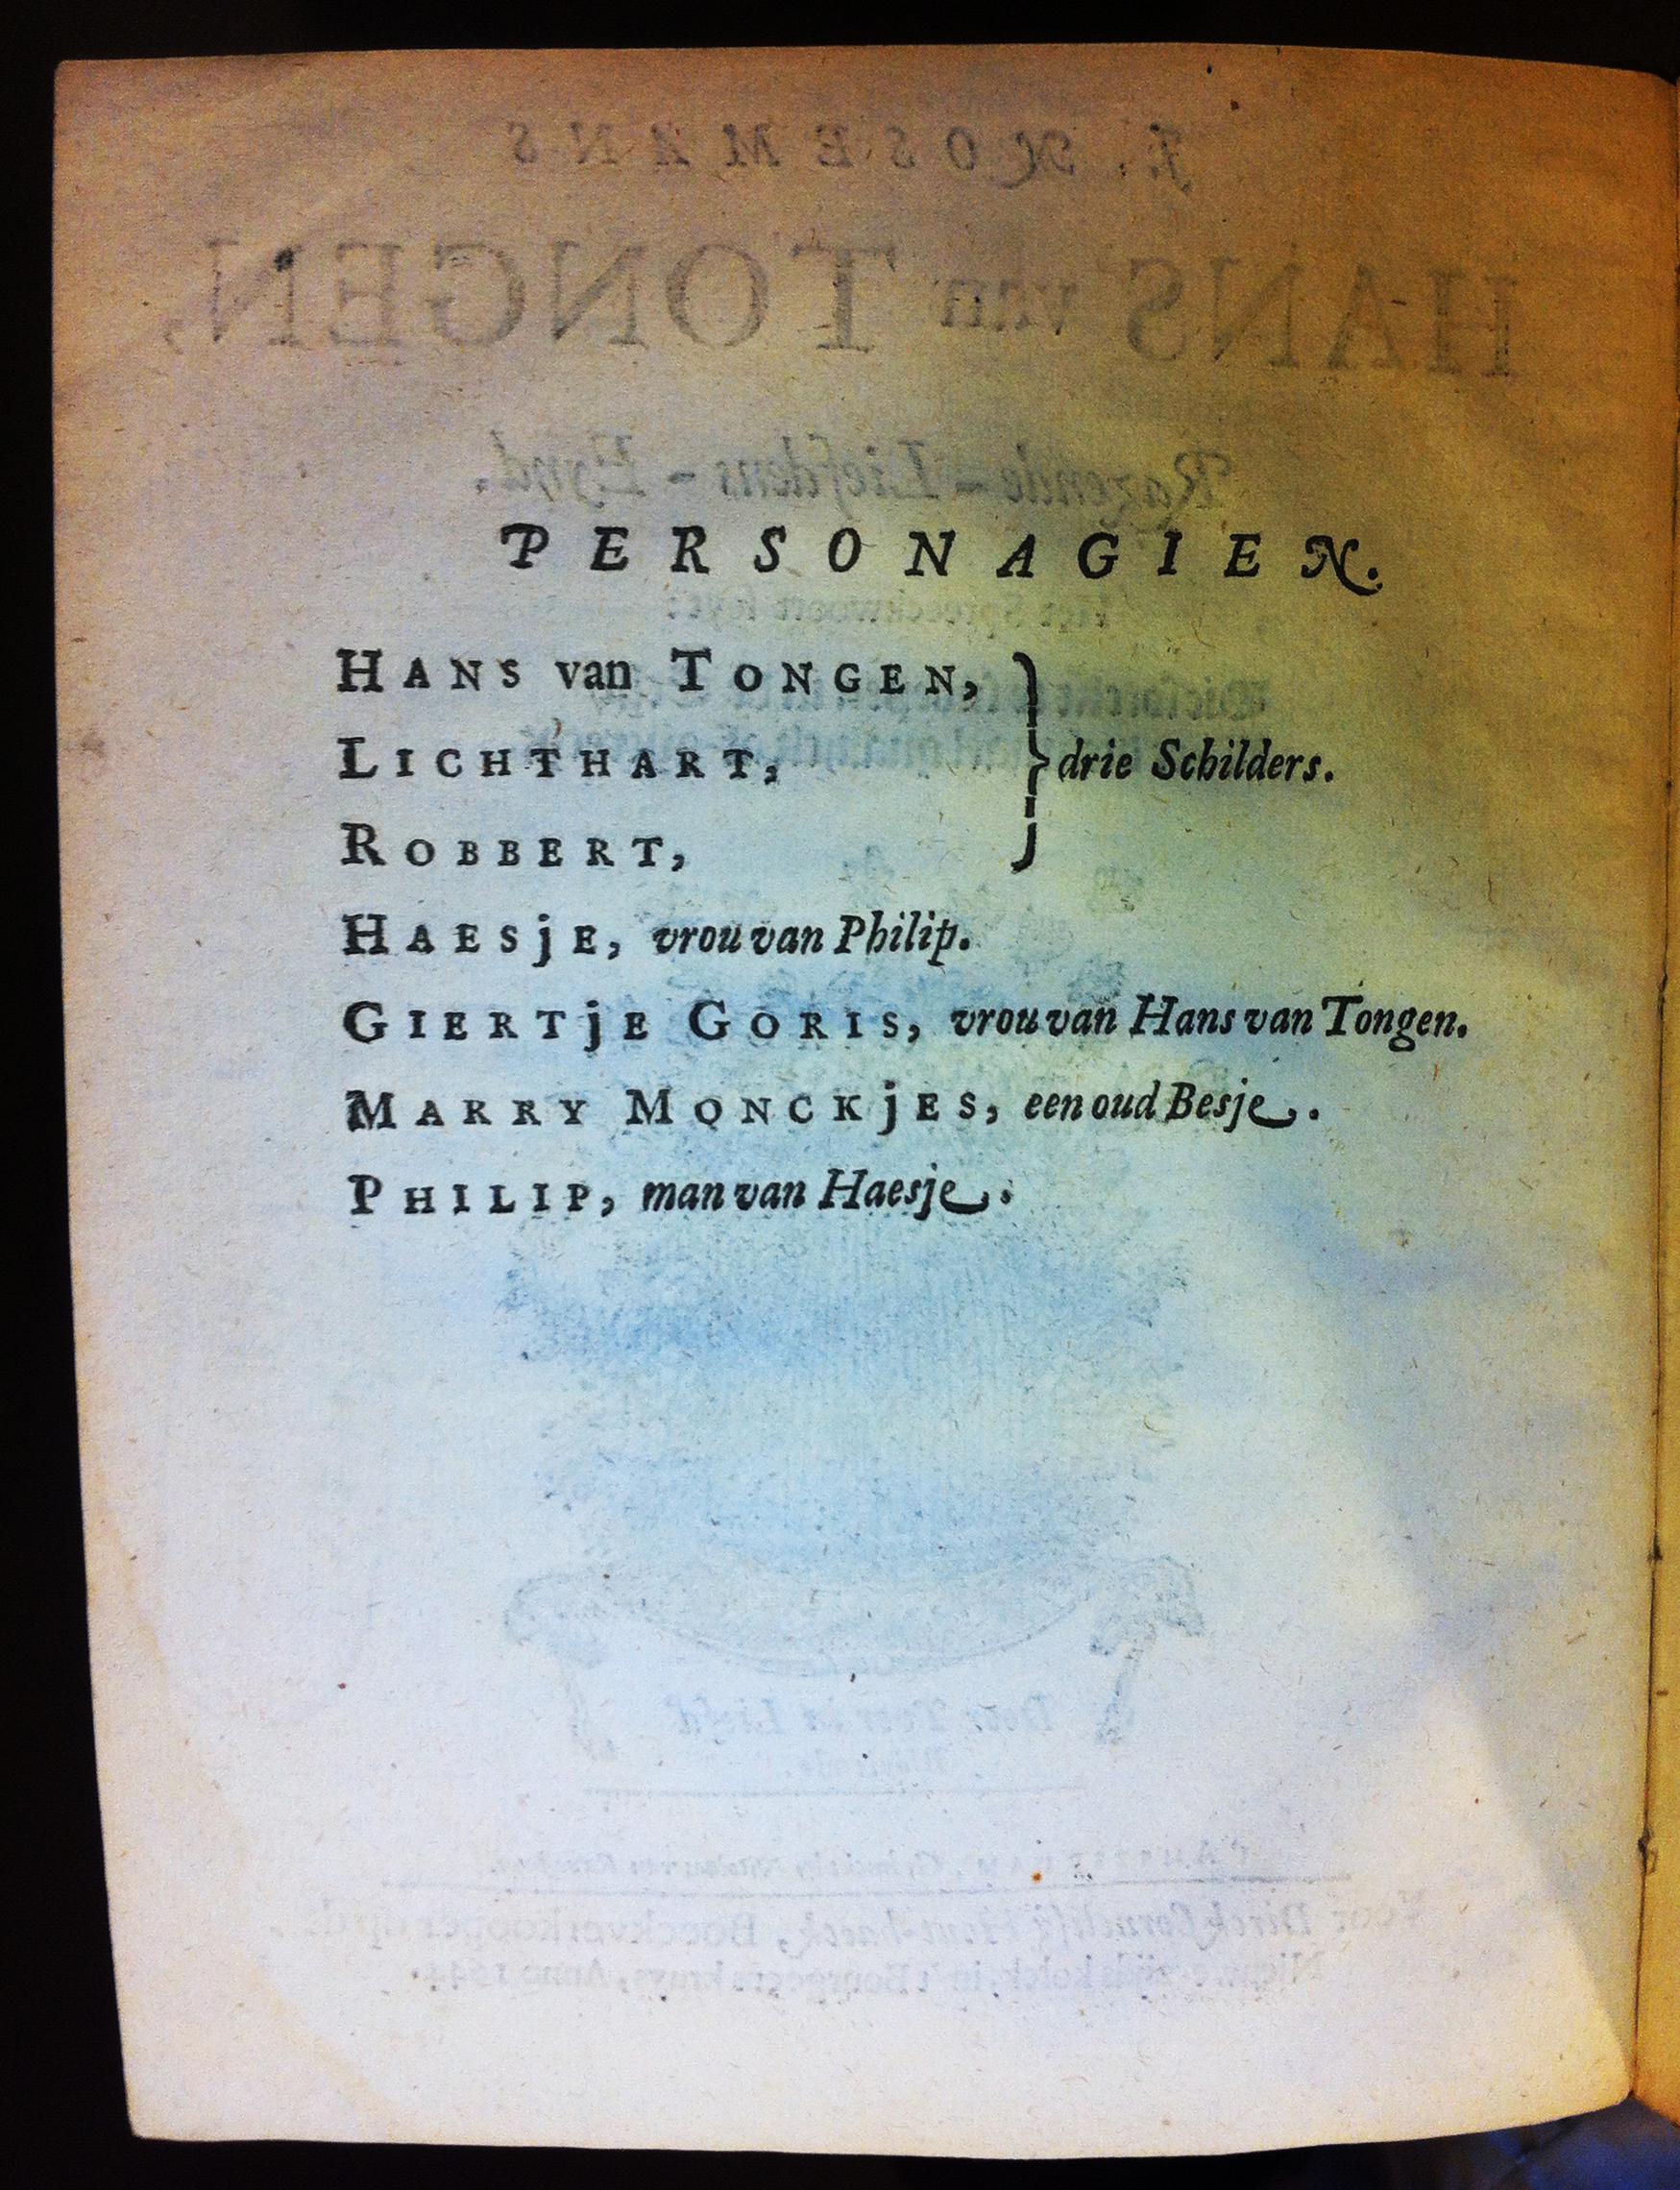 PERSONAGIEN.
HANS van TONGEN,
LICHTHART,
ROBBERT,
drie Schilders.
HAESjE, vrou van Philip.
GIERTjE GORIS, vrou van Hans van Tongen.
MARRY MONCKjES, een oud Besje.
PHILIP, man van Haesje.